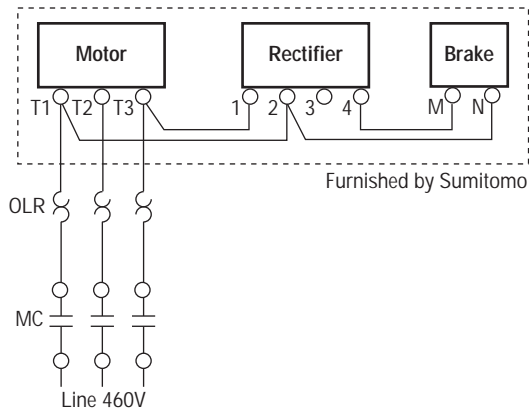 Motor Rectifier Brake
T1 T2 T3 1 2 3 4 M N
Furnished by Sumitomo
OLR
MC
Line 460V